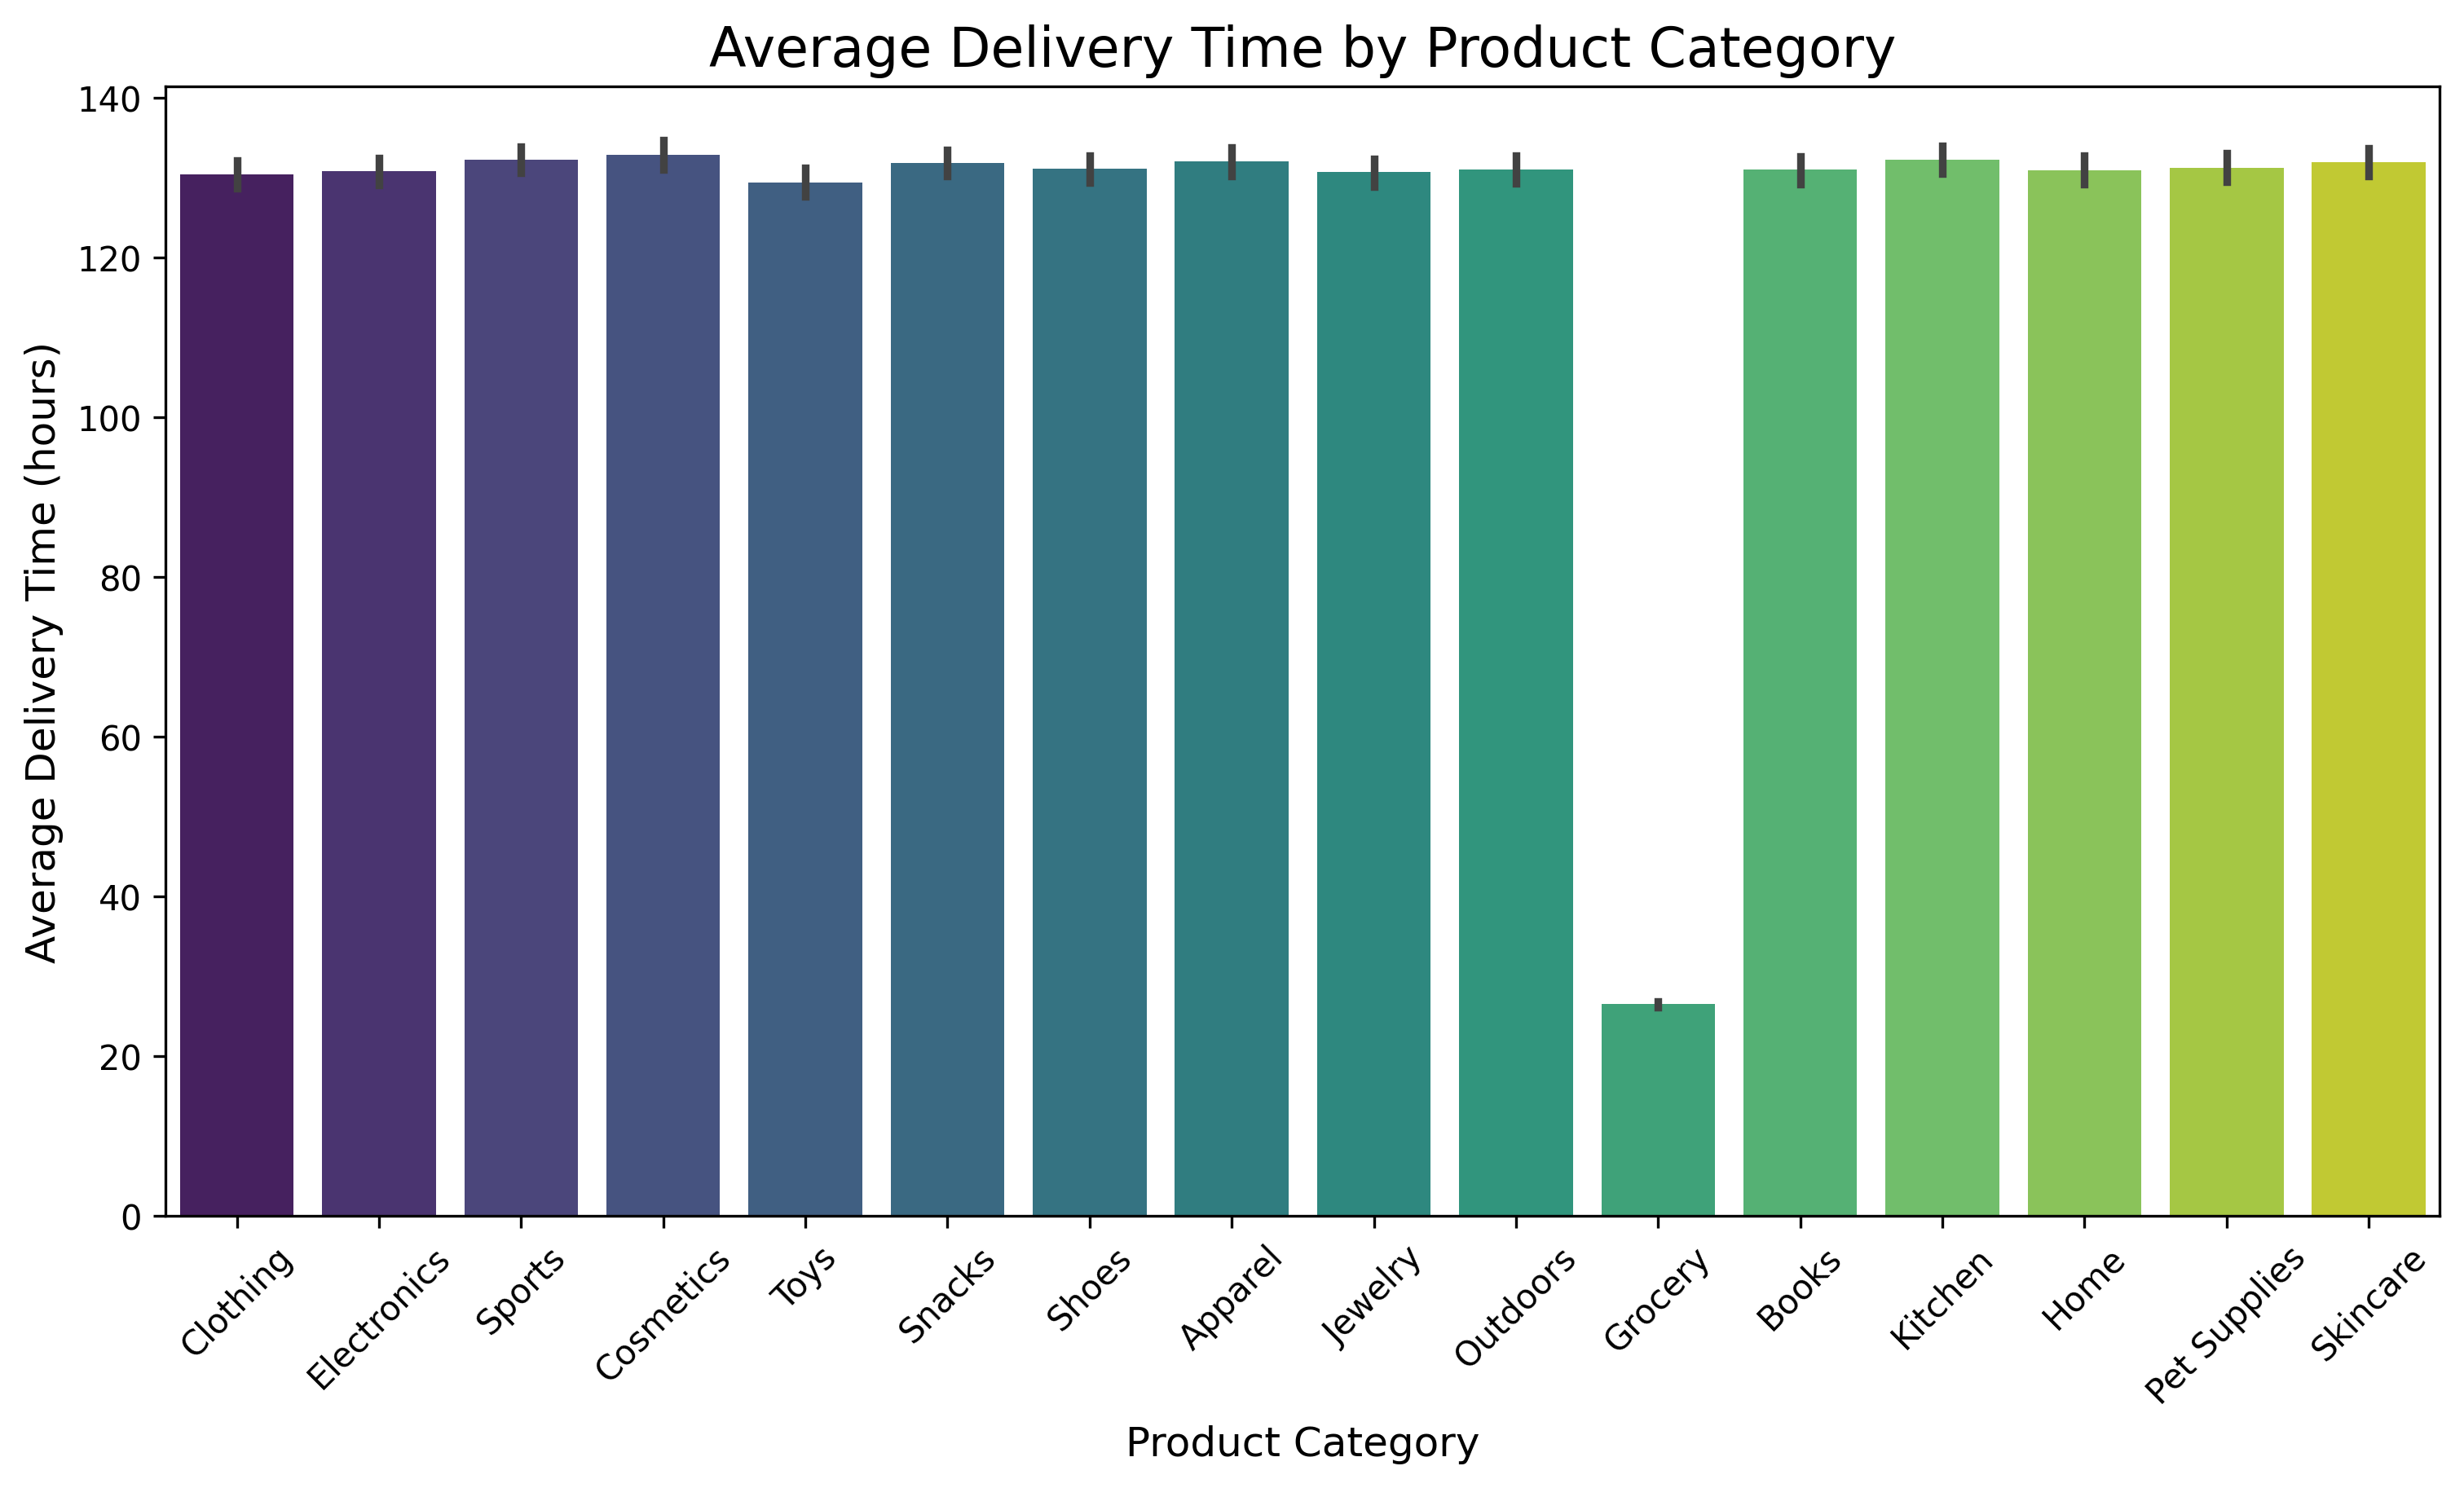 Average Delivery Time by Product Category
Average Delivery Time (hours)
140
120
100
80
60
40
20
0
Clothing
Electronics
Sports
Cosmetics
Toys
Snacks
Shoes
Apparel
Jewelry
Outdoors
Grocery
Books
Kitchen
Home
Pet Supplies
Skincare
Product Category